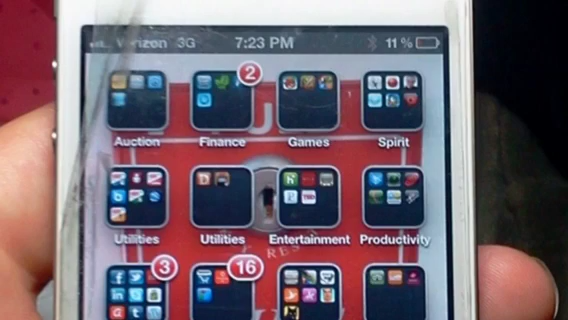 Verizon 3G 7:23 PM 11 %
2
Auction Finance Games Spirit
Utilities Utilities Entertainment Productivity
3 16